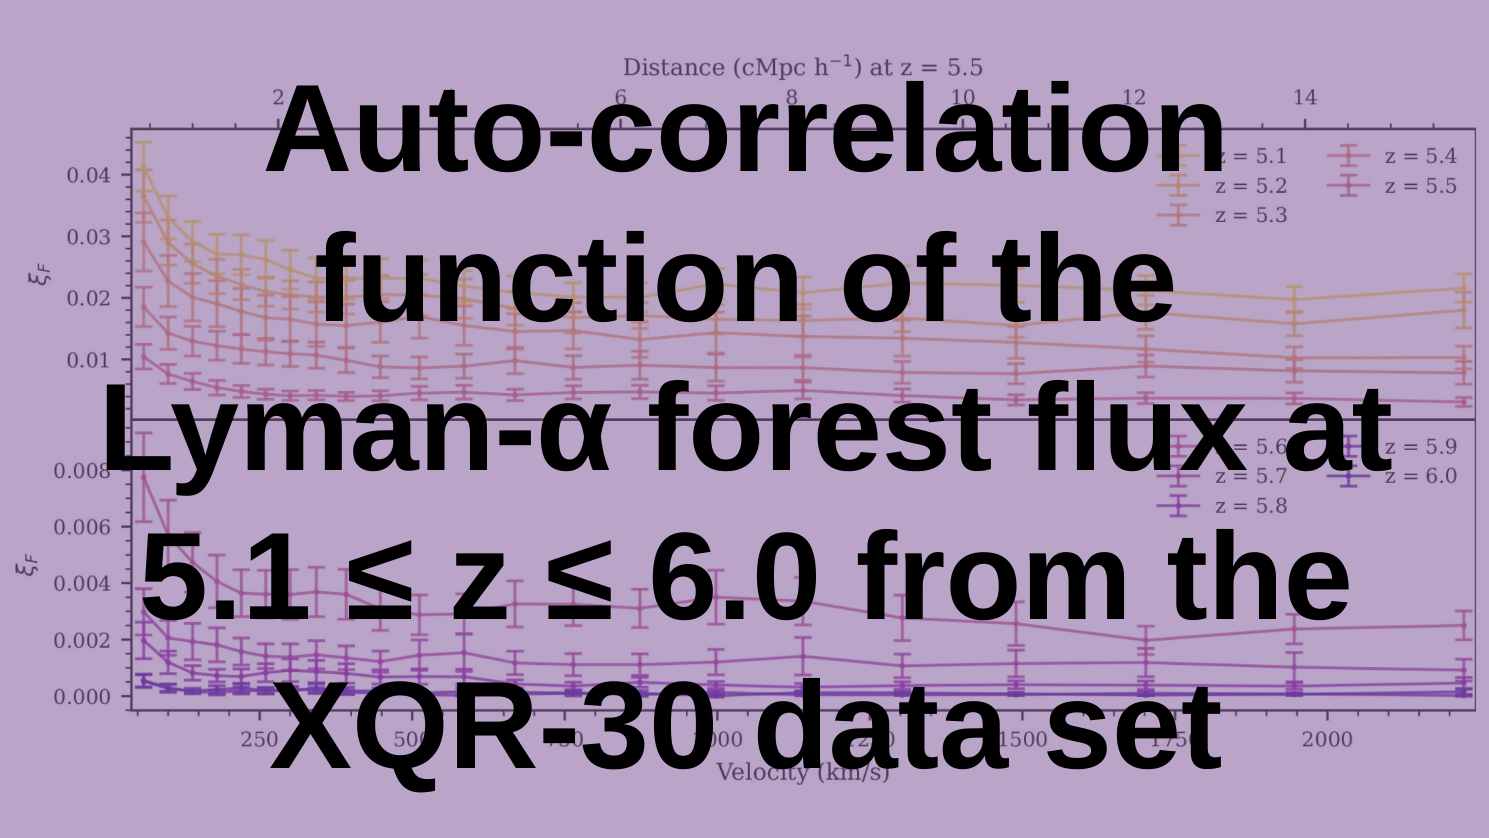 Distance (cMpc h⁻¹) at z = 5.5
2 6 8 10 12 14
Auto-correlation
function of the
Lyman-α forest flux at
5.1 ≤ z ≤ 6.0 from the
XQR-30 data set
0.04
0.03
0.02
0.01
ξF
z = 5.1
z = 5.2
z = 5.3
z = 5.4
z = 5.5
0.008
0.006
0.004
0.002
0.000
ξF
z = 5.6
z = 5.7
z = 5.8
z = 5.9
z = 6.0
250 500 750 1000 1250 1500 1750 2000
Velocity (km/s)